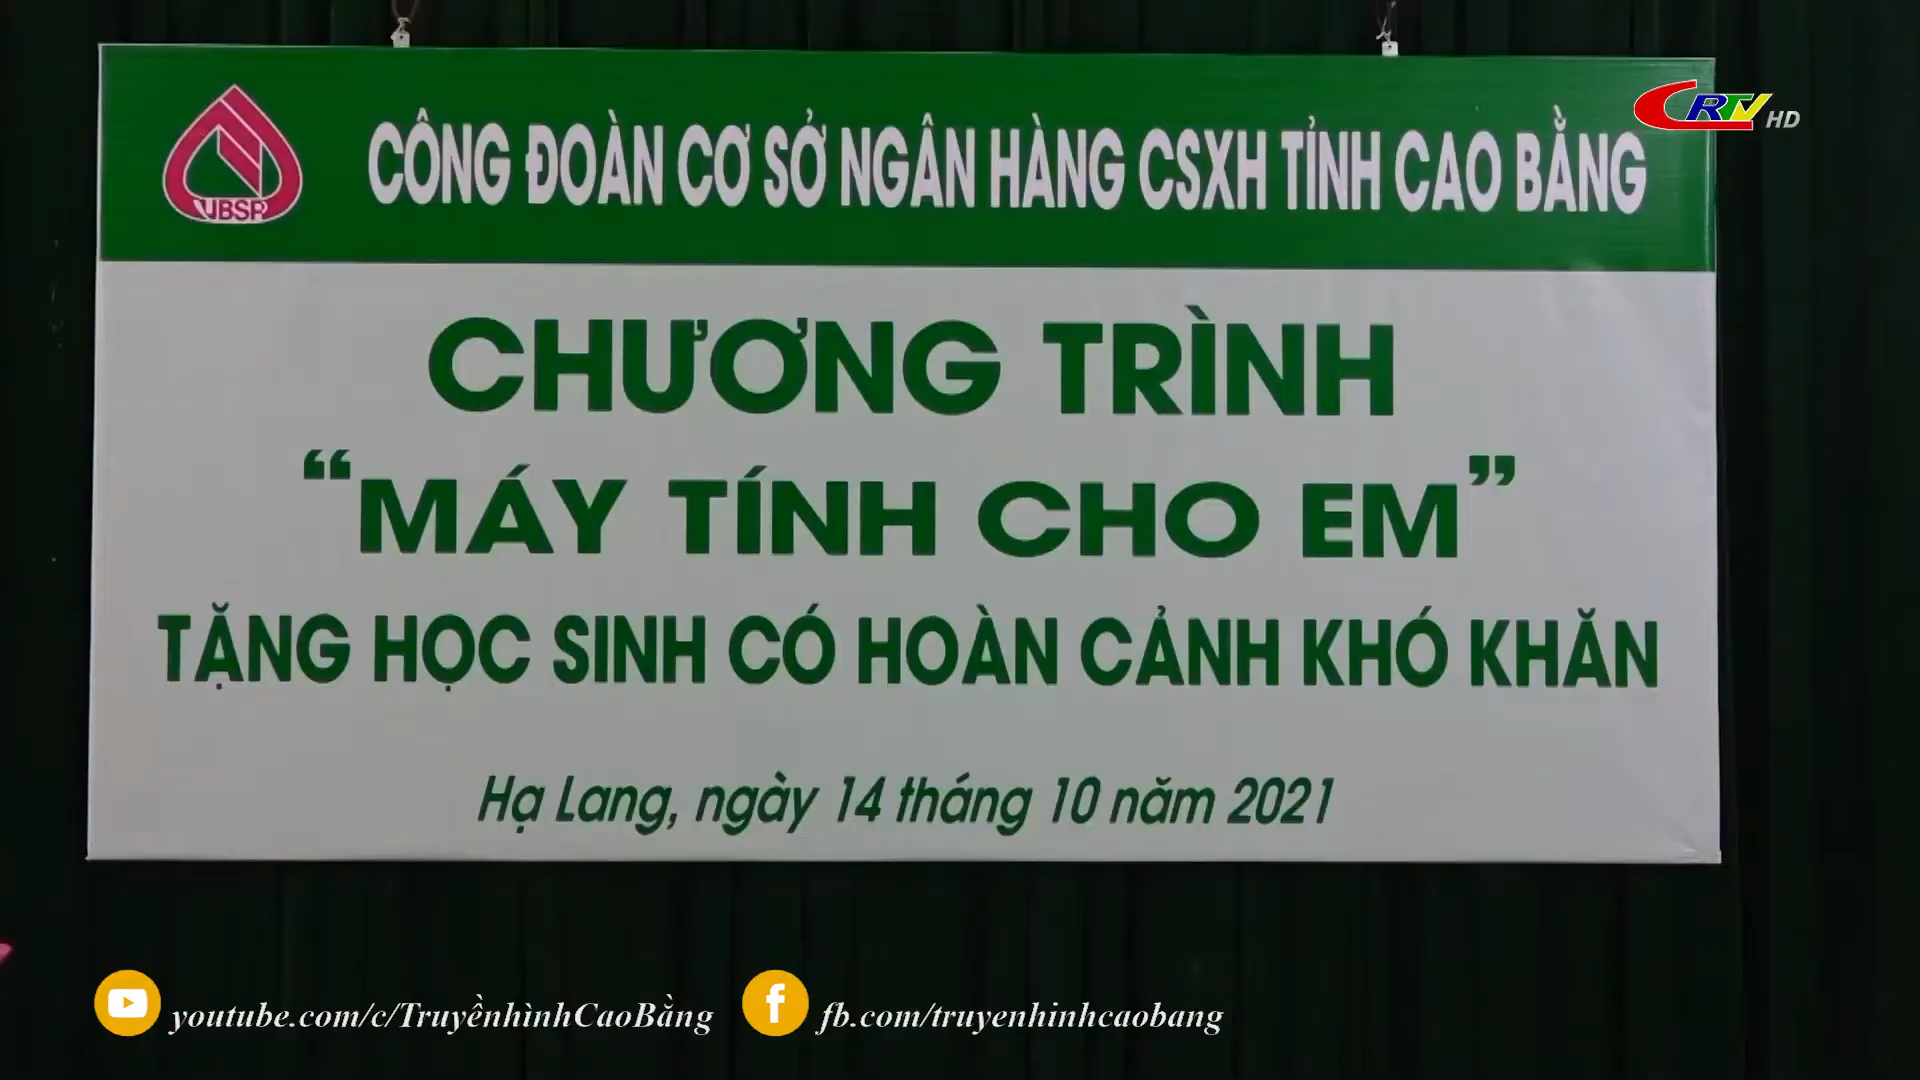 CRTV HD
VBSP
CÔNG ĐOÀN CƠ SỞ NGÂN HÀNG CSXH TỈNH CAO BẰNG
CHƯƠNG TRÌNH
“MÁY TÍNH CHO EM”
TẶNG HỌC SINH CÓ HOÀN CẢNH KHÓ KHĂN
Hạ Lang, ngày 14 tháng 10 năm 2021
youtube.com/c/TruyềnhìnhCaoBằng
fb.com/truyenhinhcaobang